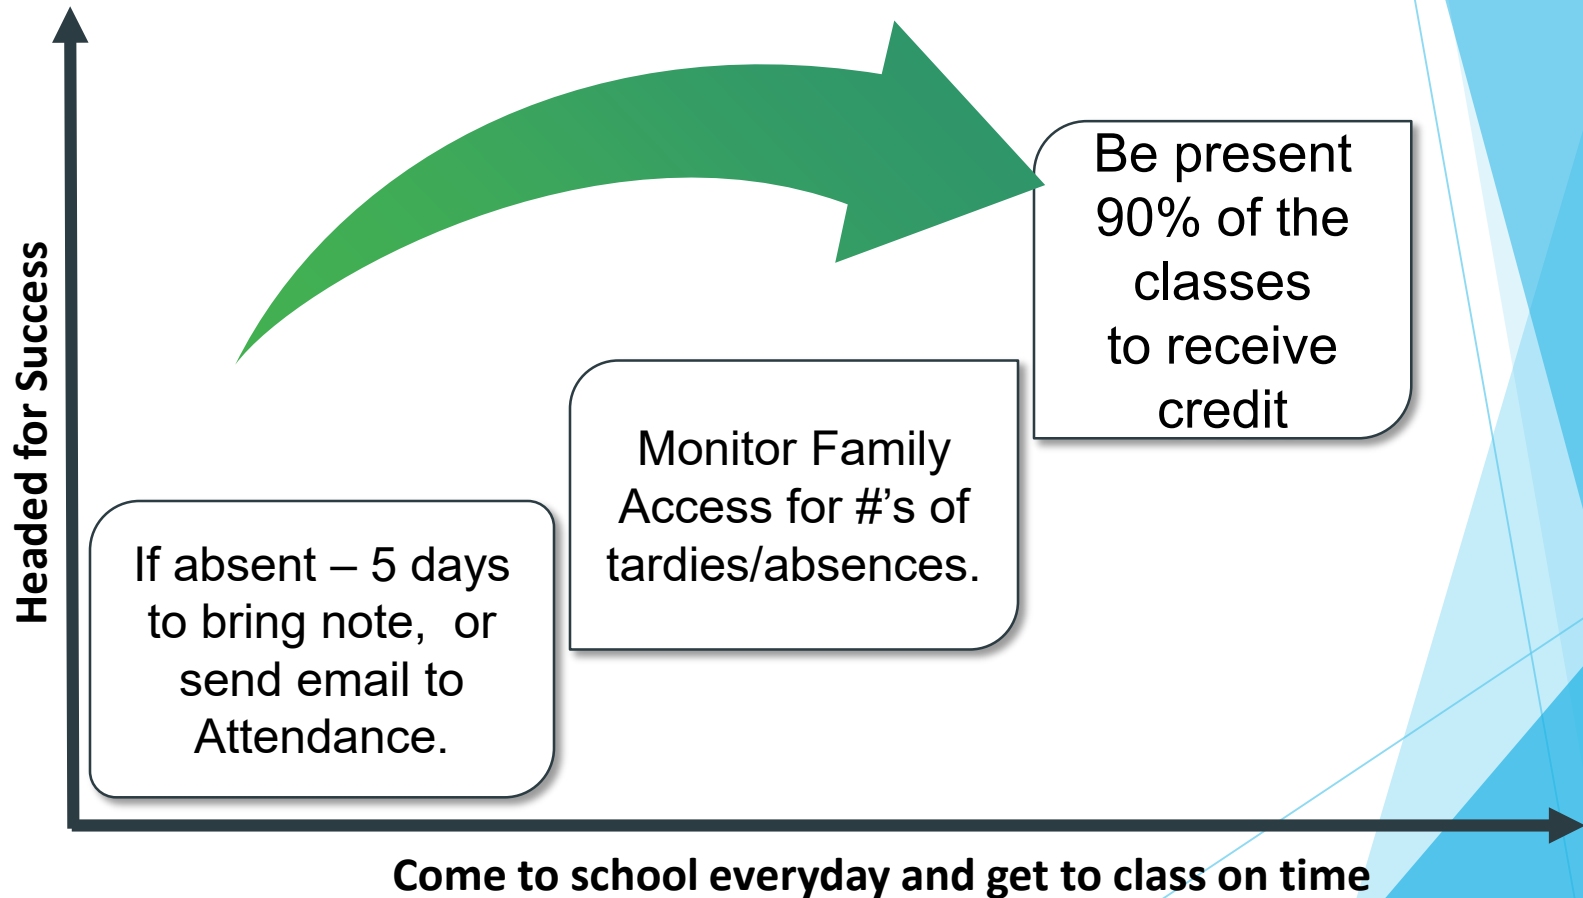 Headed for Success
If absent – 5 days
to bring note,  or
send email to
Attendance.
Monitor Family
Access for #’s of
tardies/absences.
Be present
90% of the
classes
to receive
credit
Come to school everyday and get to class on time